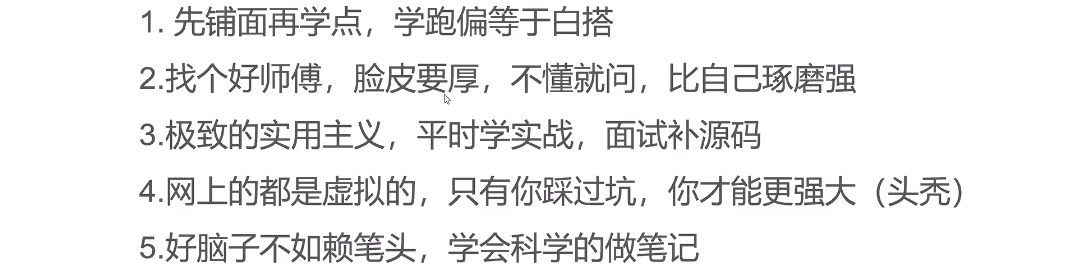 1. 先铺面再学点，学跑偏等于白搭
2.找个好师傅，脸皮要厚，不懂就问，比自己琢磨强
3.极致的实用主义，平时学实战，面试补源码
4.网上的都是虚拟的，只有你踩过坑，你才能更强大（头秃）
5.好脑子不如赖笔头，学会科学的做笔记